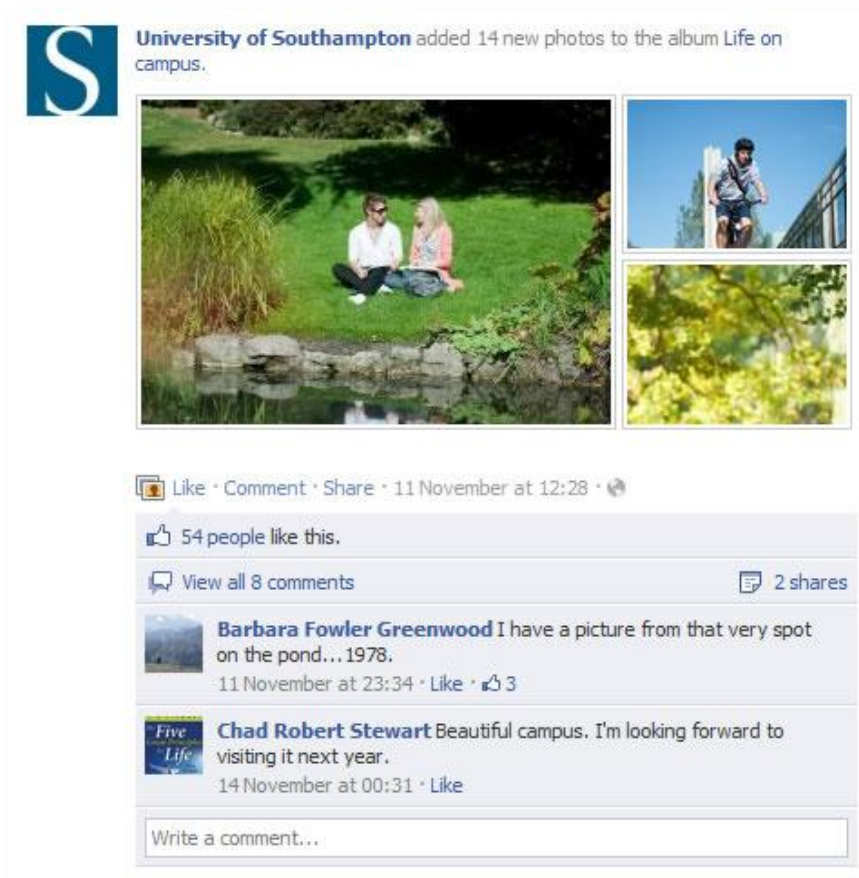 S
University of Southampton added 14 new photos to the album Life on
campus.
Like · Comment · Share · 11 November at 12:28 ·
54 people like this.
View all 8 comments 2 shares
Barbara Fowler Greenwood I have a picture from that very spot
on the pond...1978.
11 November at 23:34 · Like · 3
Five
Life
Chad Robert Stewart Beautiful campus. I'm looking forward to
visiting it next year.
14 November at 00:31 · Like
Write a comment...